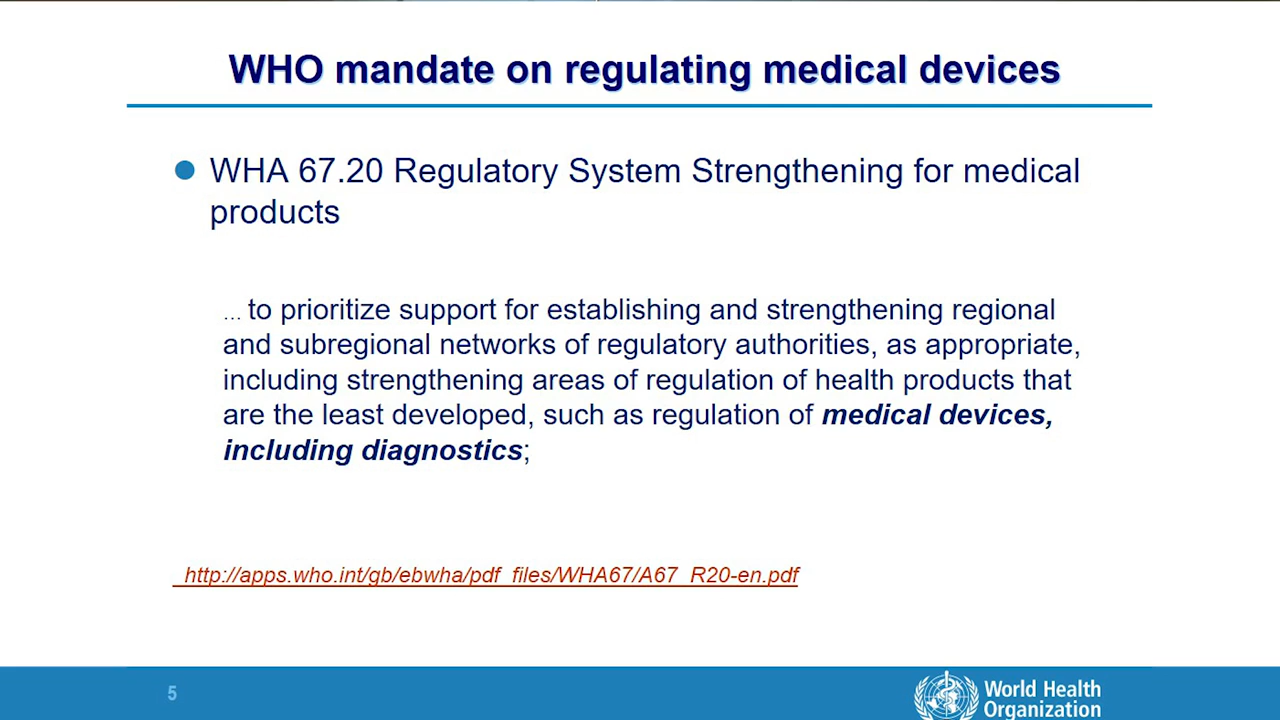 WHO mandate on regulating medical devices
WHA 67.20 Regulatory System Strengthening for medical
products
... to prioritize support for establishing and strengthening regional
and subregional networks of regulatory authorities, as appropriate,
including strengthening areas of regulation of health products that
are the least developed, such as regulation of medical devices,
including diagnostics;
http://apps.who.int/gb/ebwha/pdf_files/WHA67/A67_R20-en.pdf
5
World Health
Organization